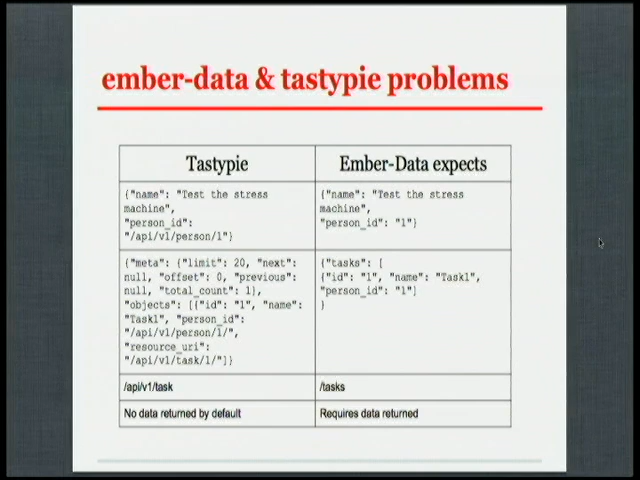 ember-data & tastypie problems
Tastypie
Ember-Data expects
{"name": "Test the stress
machine",
"person_id":
"/api/v1/person/1"}
{"name": "Test the stress
machine",
"person_id": "1"}
{"meta": {"limit": 20, "next":
null, "offset": 0, "previous":
null, "total_count": 1},
"objects": [{"id": "1", "name":
"Task1", "person_id":
"/api/v1/person/1/",
"resource_uri":
"/api/v1/task/1/"]}
{"tasks": [
{"id": "1", "name": "Task1",
"person_id": "1"]
}
/api/v1/task
/tasks
No data returned by default
Requires data returned